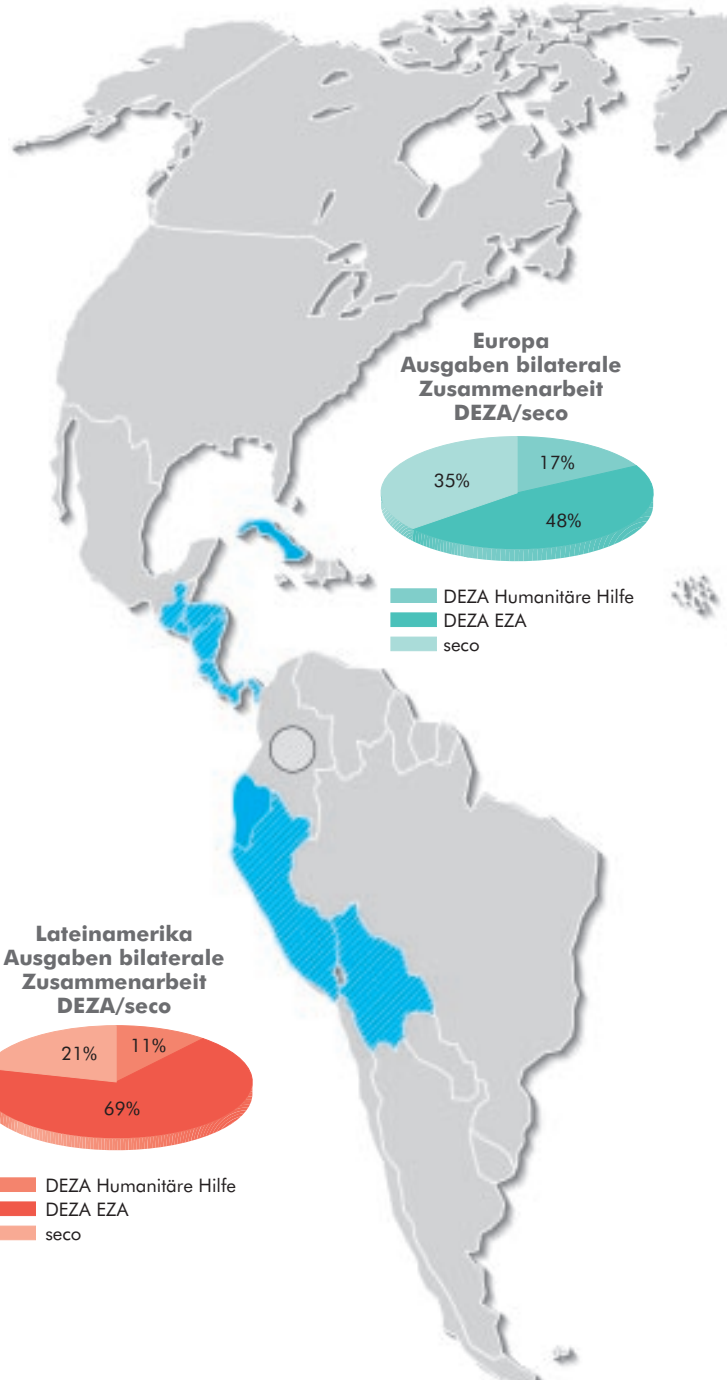 Europa
Ausgaben bilaterale
Zusammenarbeit
DEZA/seco
17%
35%
48%
DEZA Humanitäre Hilfe
DEZA EZA
seco
Lateinamerika
Ausgaben bilaterale
Zusammenarbeit
DEZA/seco
21%
11%
69%
DEZA Humanitäre Hilfe
DEZA EZA
seco